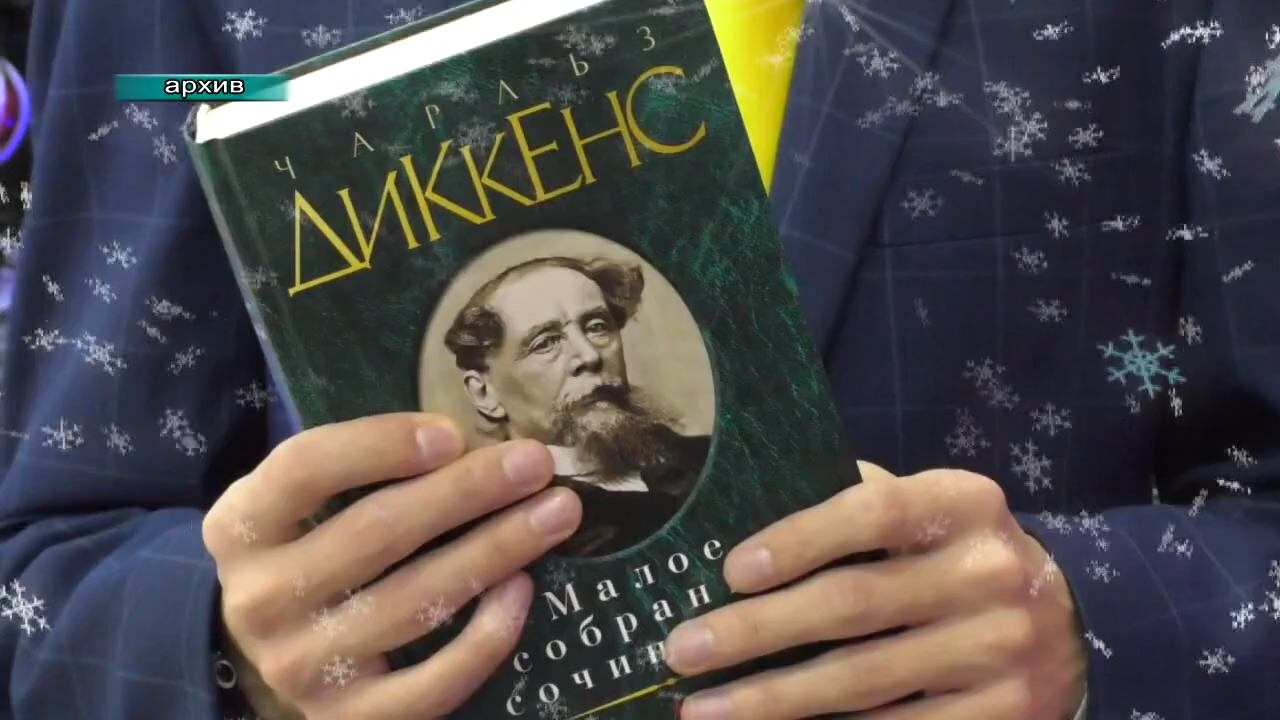 архив
ЧАРЛЬЗ
ДИККЕНС
Малое
собран
сочин